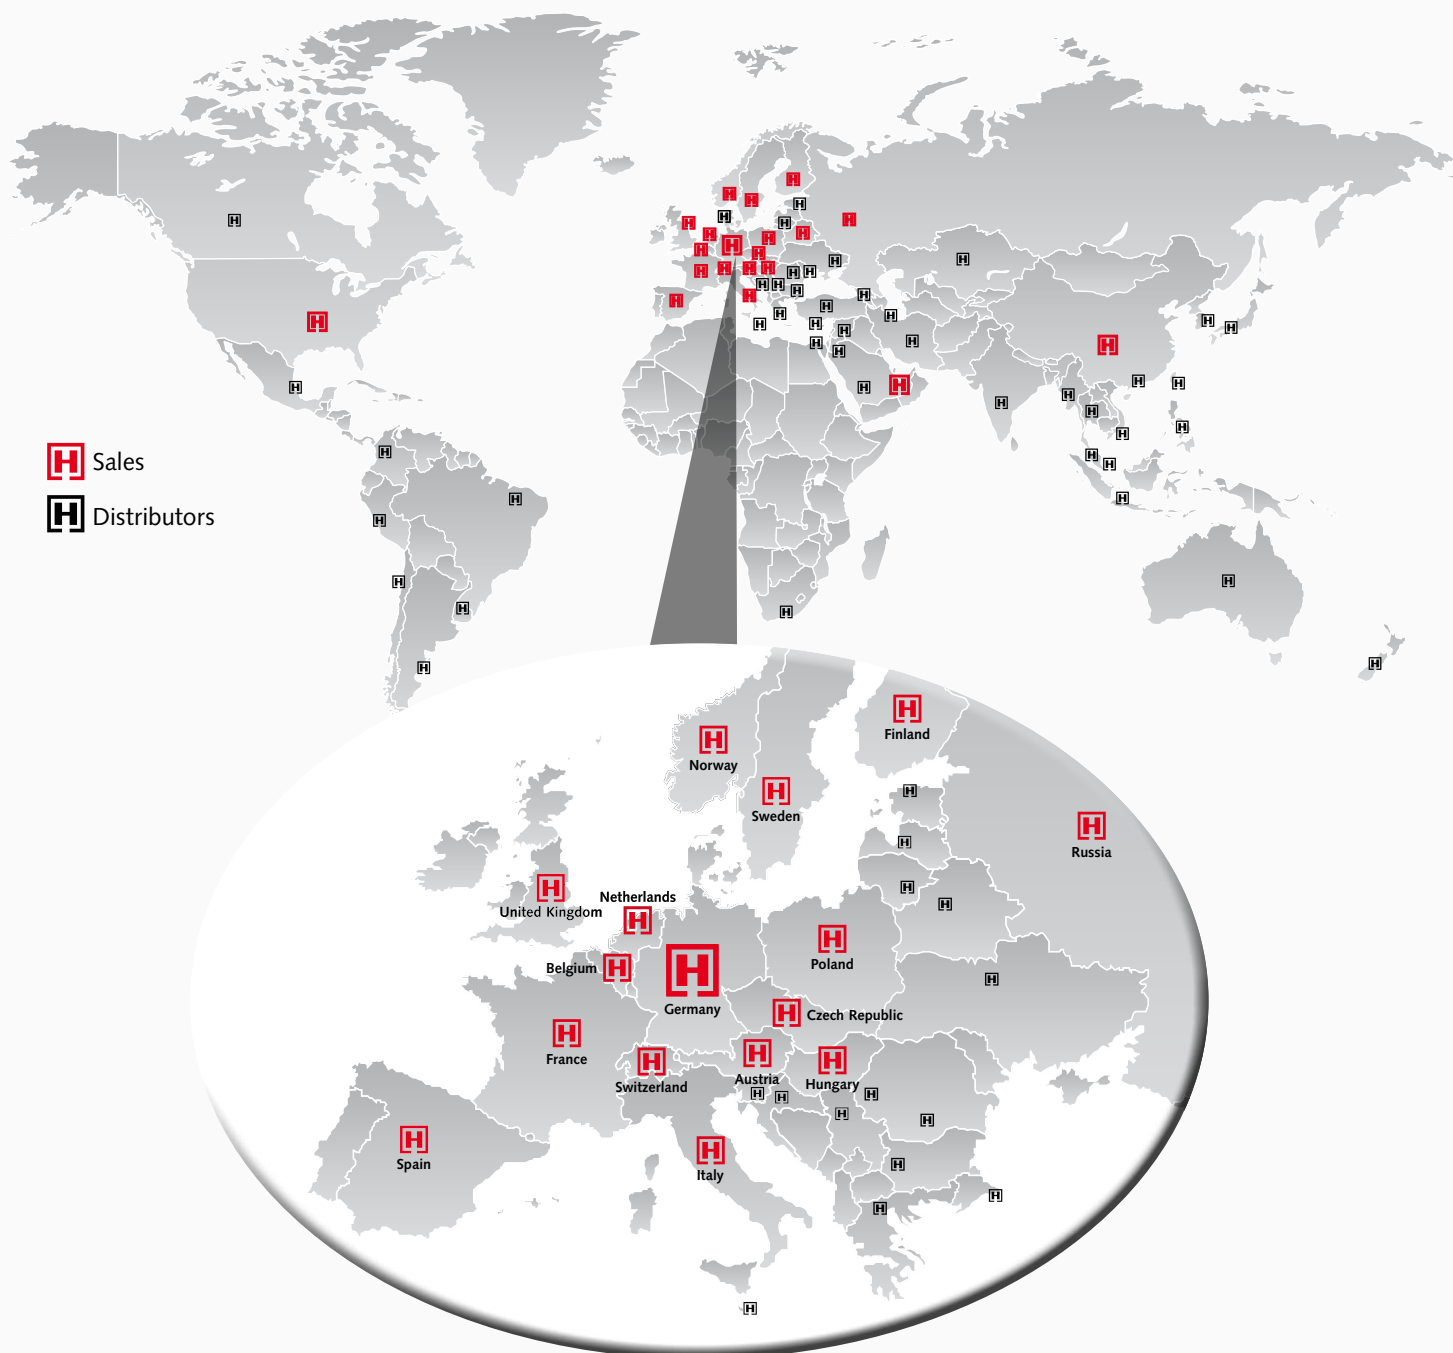 Sales
Distributors
Finland
Norway
Sweden
Russia
Netherlands
United Kingdom
Belgium
Poland
Germany
Czech Republic
France
Switzerland
Austria
Hungary
Spain
Italy